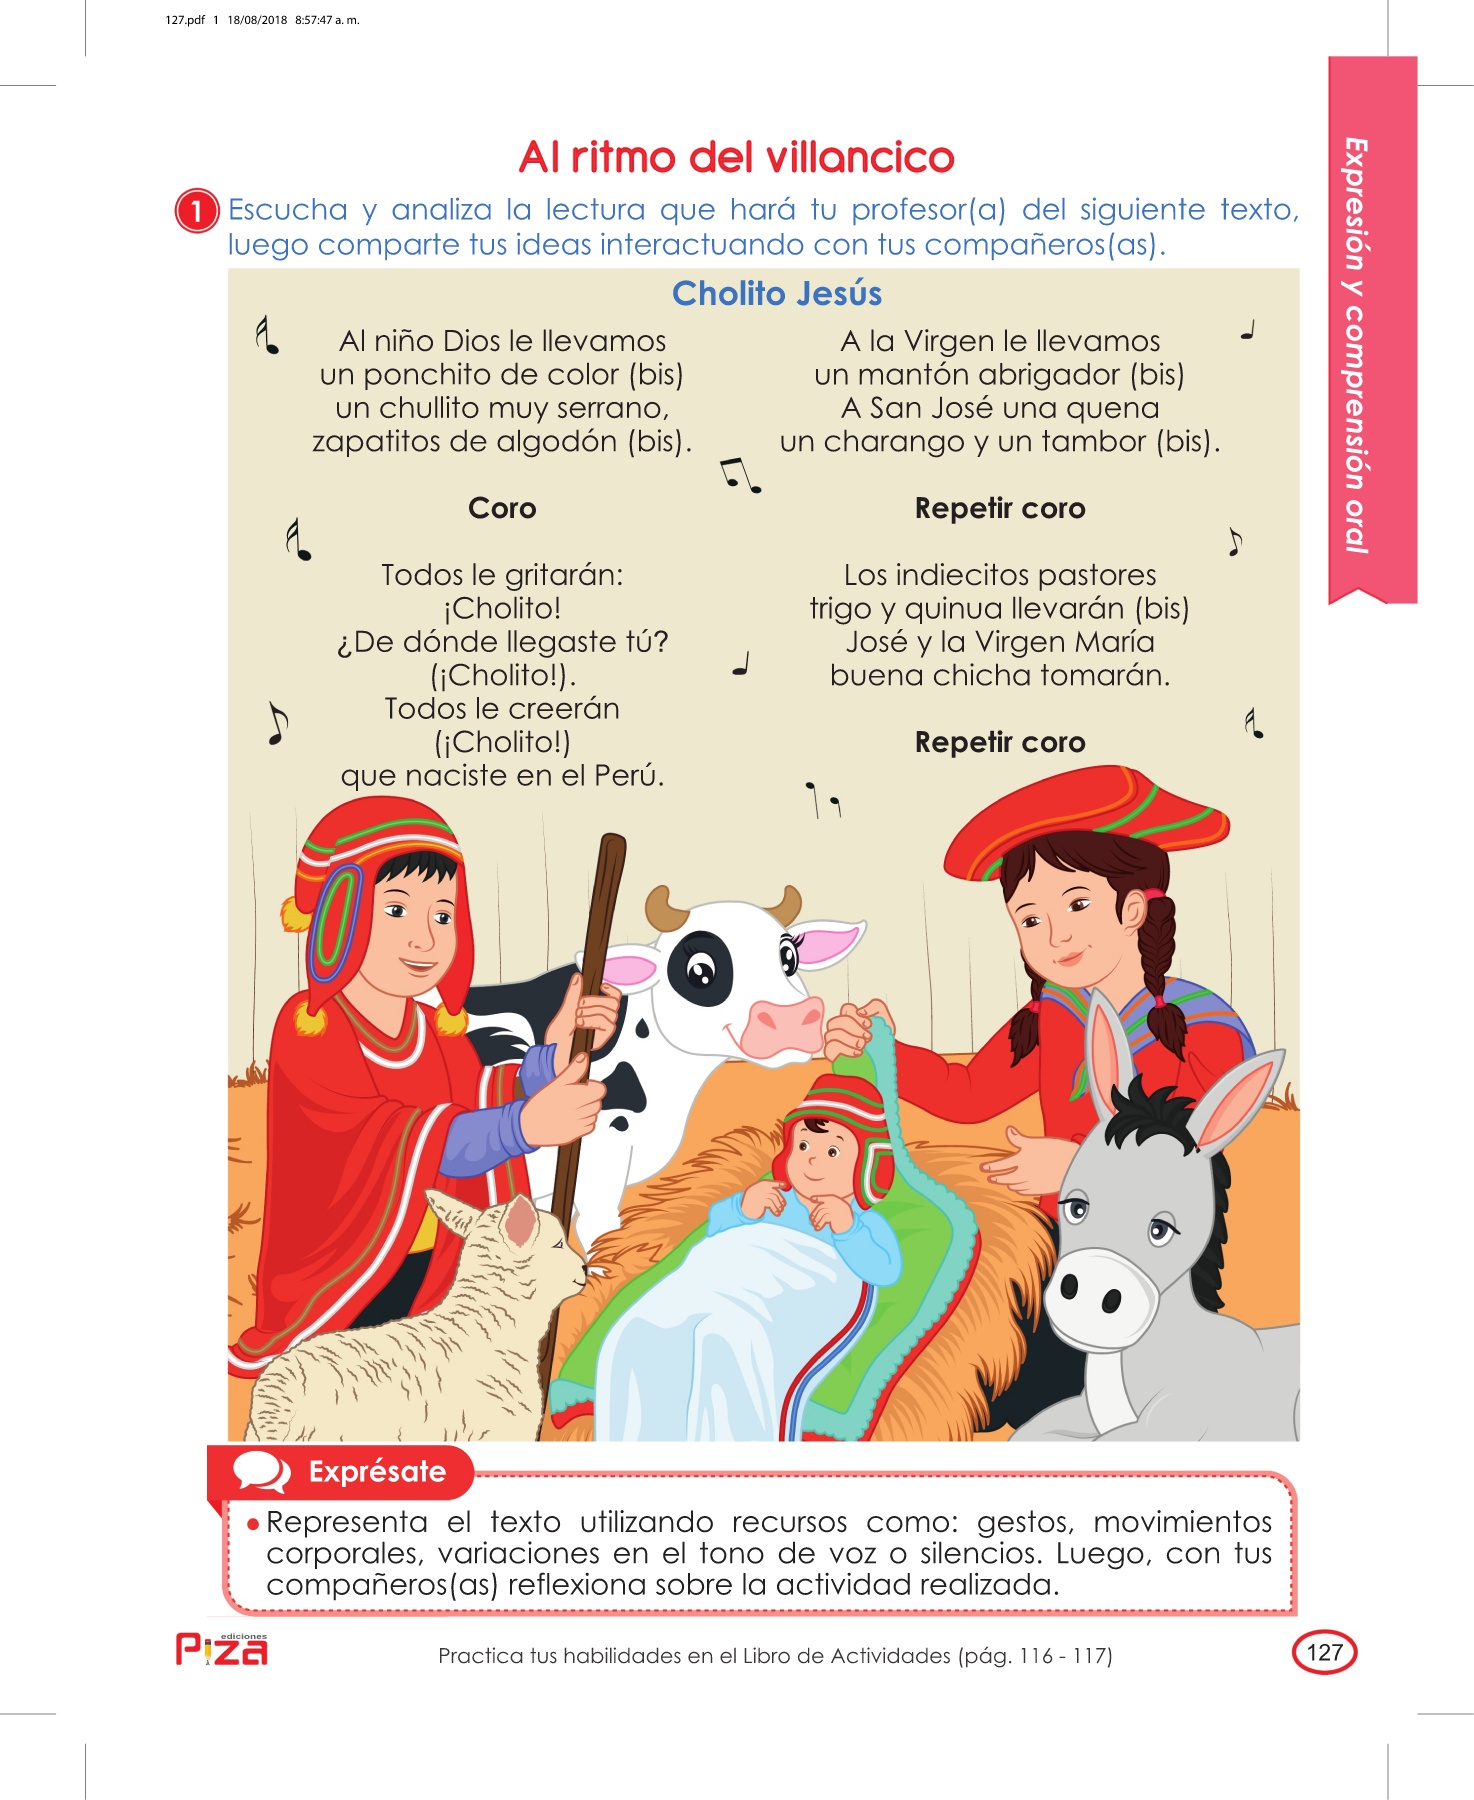 127.pdf 1 18/08/2018 8:57:47 a. m.
Expresión y comprensión oral
Al ritmo del villancico
1 Escucha y analiza la lectura que hará tu profesor(a) del siguiente texto,
luego comparte tus ideas interactuando con tus compañeros(as).
Cholito Jesús
Al niño Dios le llevamos
un ponchito de color (bis)
un chullito muy serrano,
zapatitos de algodón (bis).
Coro
Todos le gritarán:
¡Cholito!
¿De dónde llegaste tú?
(¡Cholito!).
Todos le creerán
(¡Cholito!)
que naciste en el Perú.
A la Virgen le llevamos
un mantón abrigador (bis)
A San José una quena
un charango y un tambor (bis).
Repetir coro
Los indiecitos pastores
trigo y quinua llevarán (bis)
José y la Virgen María
buena chicha tomarán.
Repetir coro
Exprésate
• Representa el texto utilizando recursos como: gestos, movimientos
corporales, variaciones en el tono de voz o silencios. Luego, con tus
compañeros(as) reflexiona sobre la actividad realizada.
ediciones
Piza
Practica tus habilidades en el Libro de Actividades (pág. 116 - 117)
127